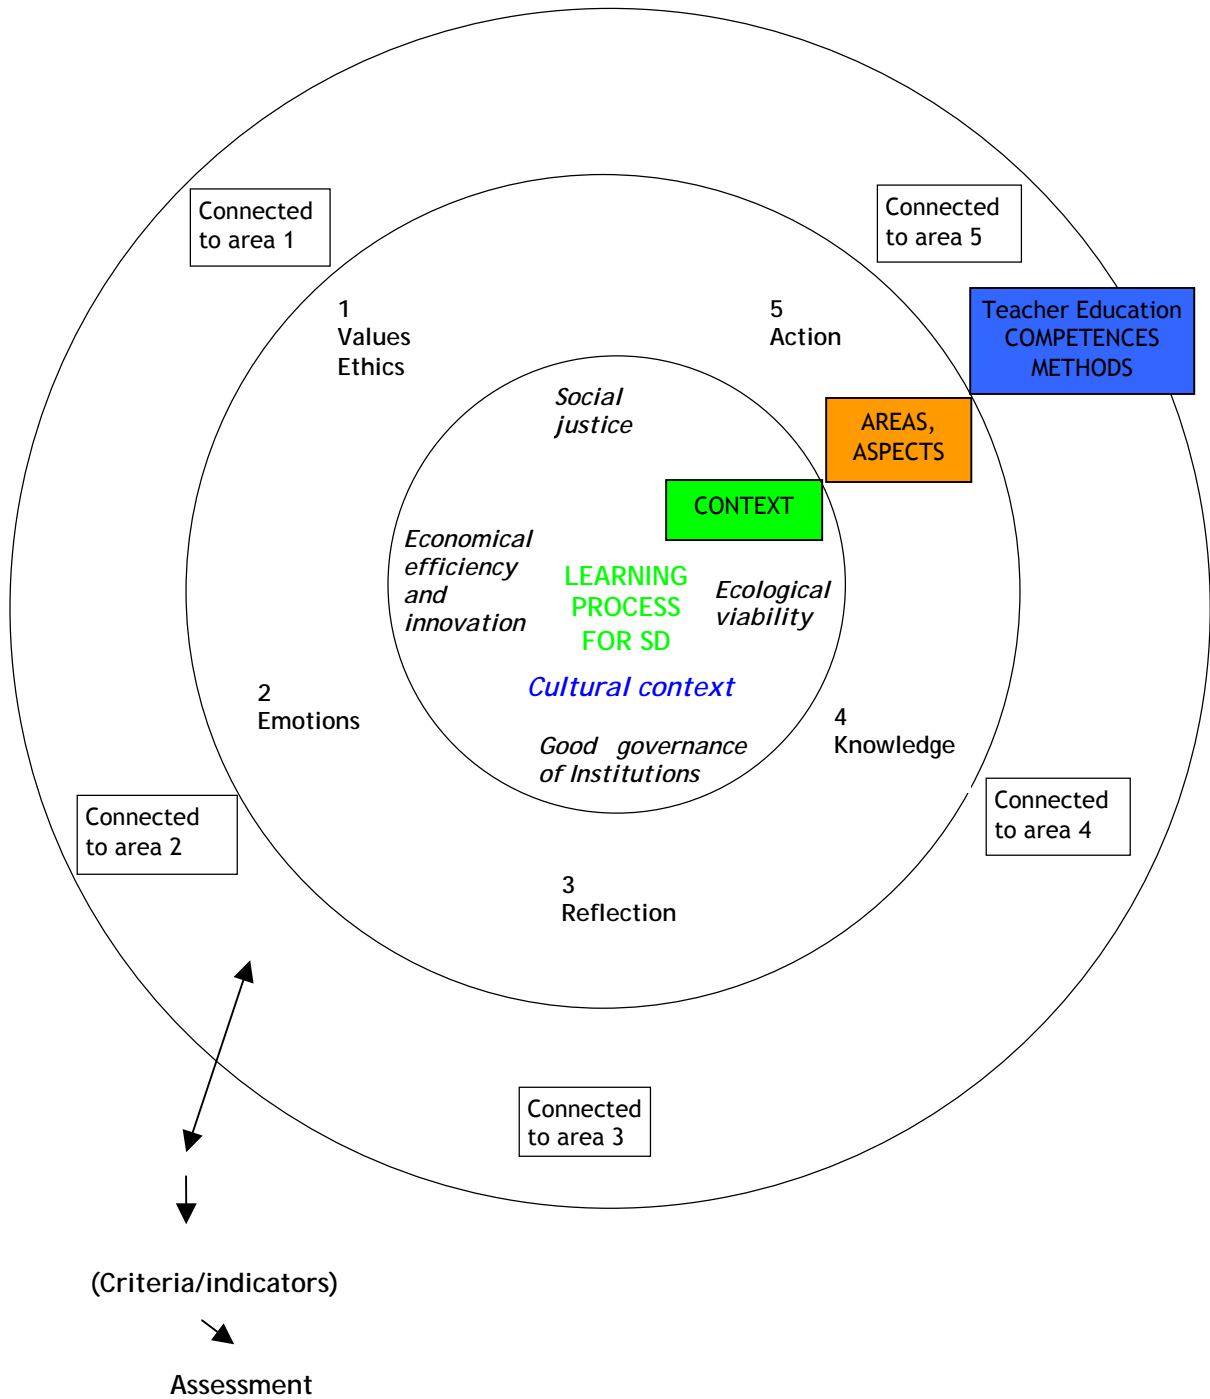 Connected
to area 1
Connected
to area 5
1
Values
Ethics
5
Action
Teacher Education
COMPETENCES
METHODS
AREAS,
ASPECTS
CONTEXT
Social
justice
Economical
efficiency
and
innovation
LEARNING
PROCESS
FOR SD
Ecological
viability
Cultural context
Good governance
of Institutions
2
Emotions
4
Knowledge
Connected
to area 2
Connected
to area 4
3
Reflection
Connected
to area 3
(Criteria/indicators)
Assessment